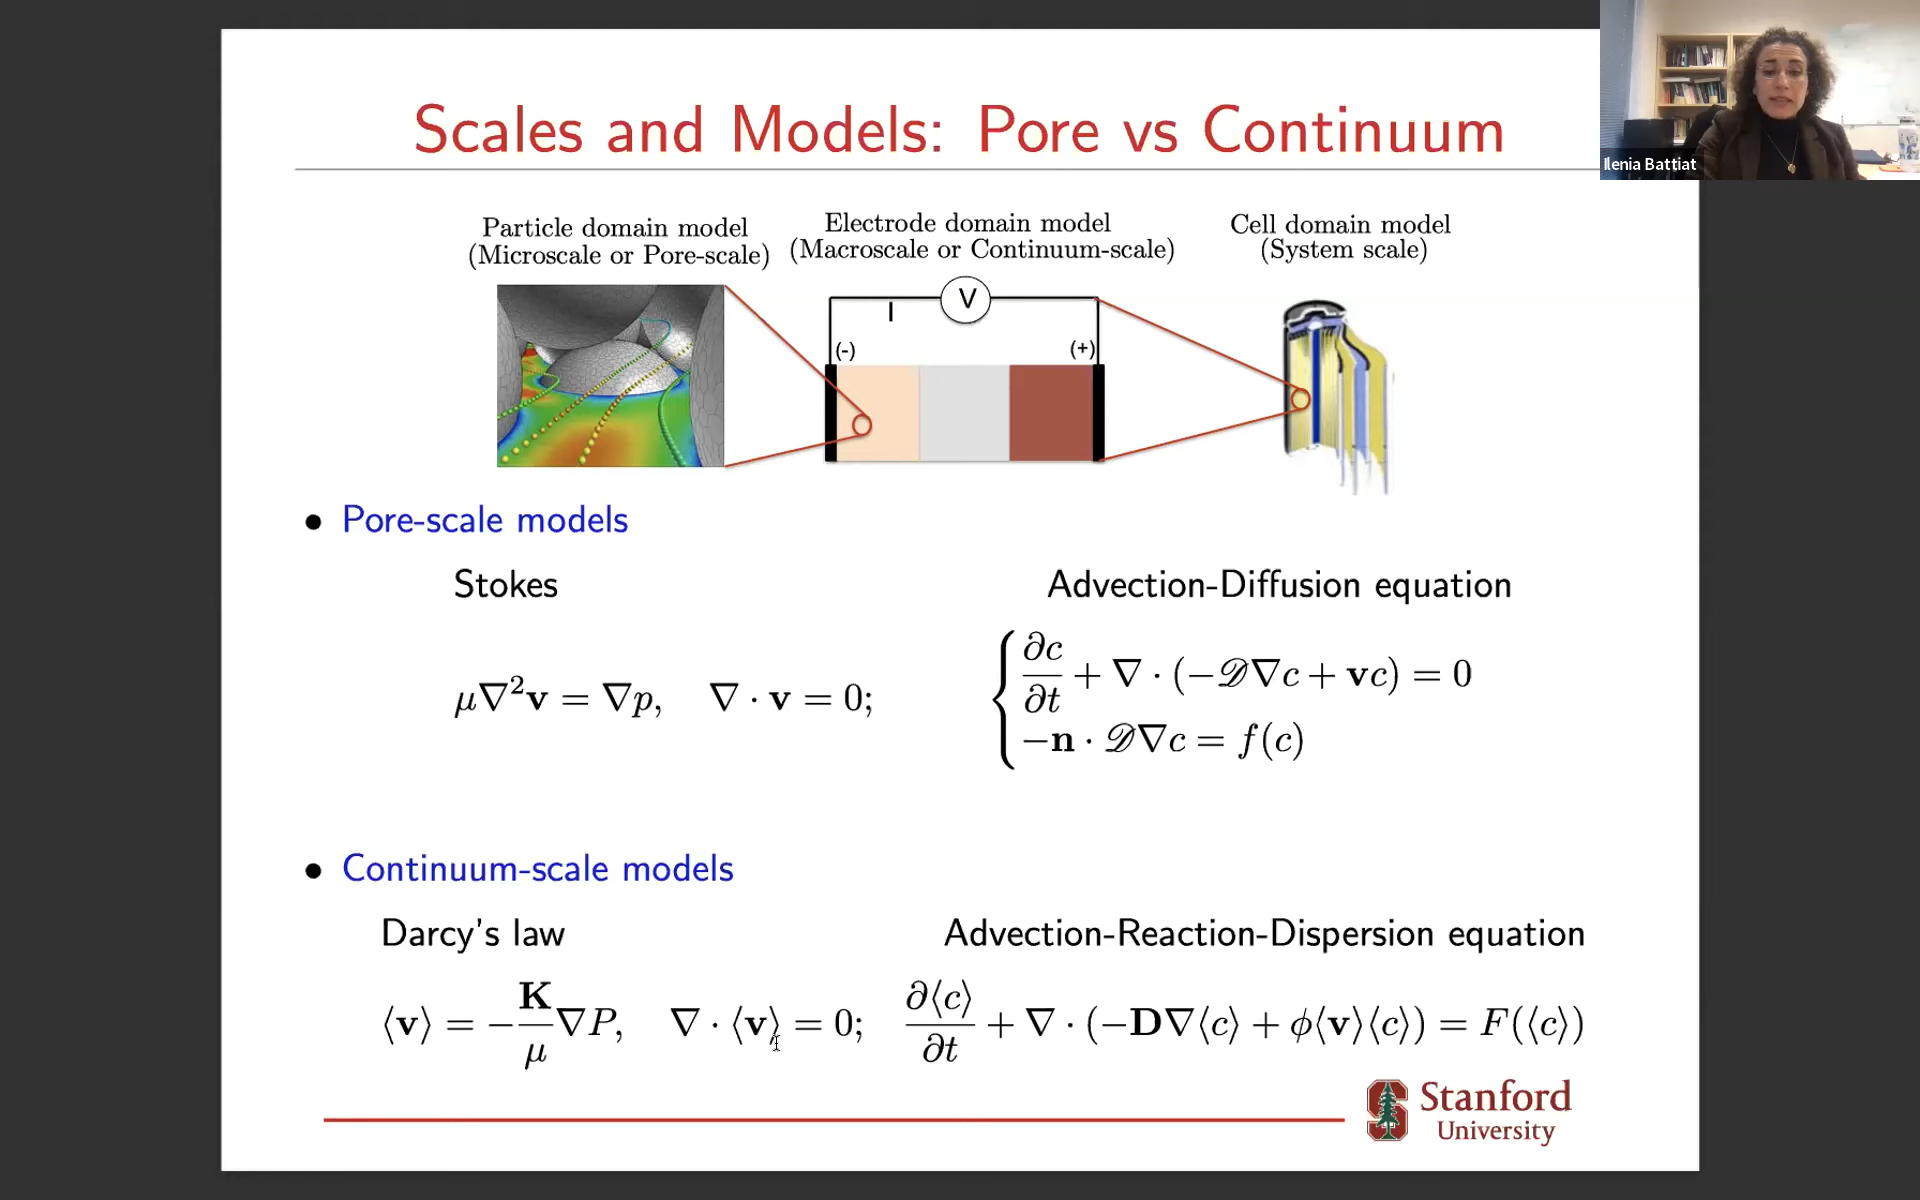 Scales and Models: Pore vs Continuum
Ilenia Battiat
Particle domain model
(Microscale or Pore-scale)
Electrode domain model
(Macroscale or Continuum-scale)
Cell domain model
(System scale)
V
I
(-)
(+)
• Pore-scale models
Stokes
μ∇²𝐯 = ∇p, ∇ · 𝐯 = 0;
Advection-Diffusion equation
∂c/∂t + ∇ · (−𝒟∇c + 𝐯c) = 0
−𝐧 · 𝒟∇c = f(c)
• Continuum-scale models
Darcy's law
⟨𝐯⟩ = −𝐊/μ ∇P, ∇ · ⟨𝐯⟩ = 0;
Advection-Reaction-Dispersion equation
∂⟨c⟩/∂t + ∇ · (−𝐃∇⟨c⟩ + ϕ⟨𝐯⟩⟨c⟩) = F(⟨c⟩)
Stanford
University